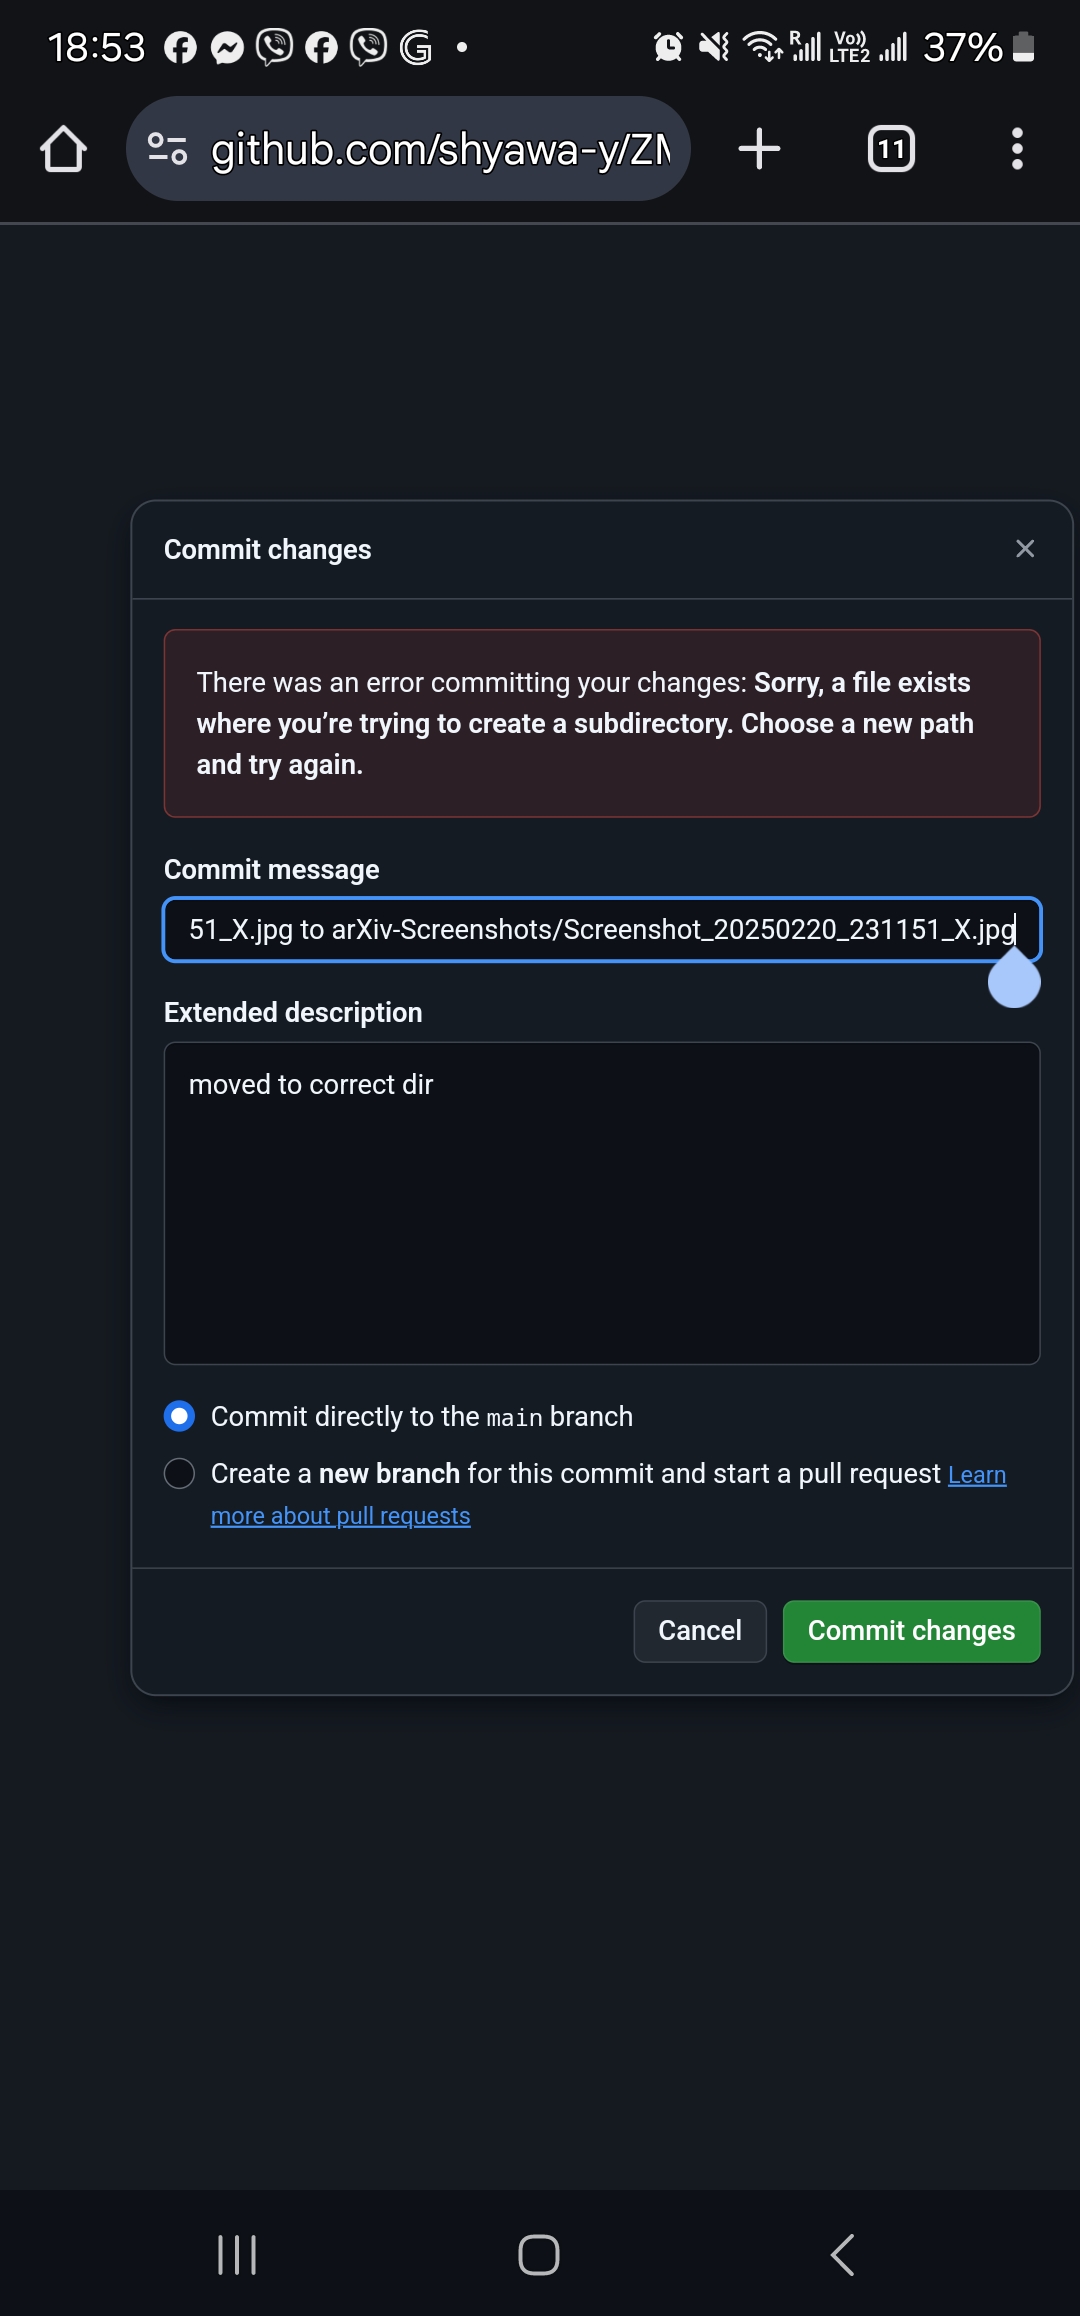 18:53
R Vo)) LTE2 37%
github.com/shyawa-y/ZM
11
Commit changes
There was an error committing your changes: Sorry, a file exists
where you’re trying to create a subdirectory. Choose a new path
and try again.
Commit message
51_X.jpg to arXiv-Screenshots/Screenshot_20250220_231151_X.jpg
Extended description
moved to correct dir
Commit directly to the main branch
Create a new branch for this commit and start a pull request Learn
more about pull requests
Cancel
Commit changes